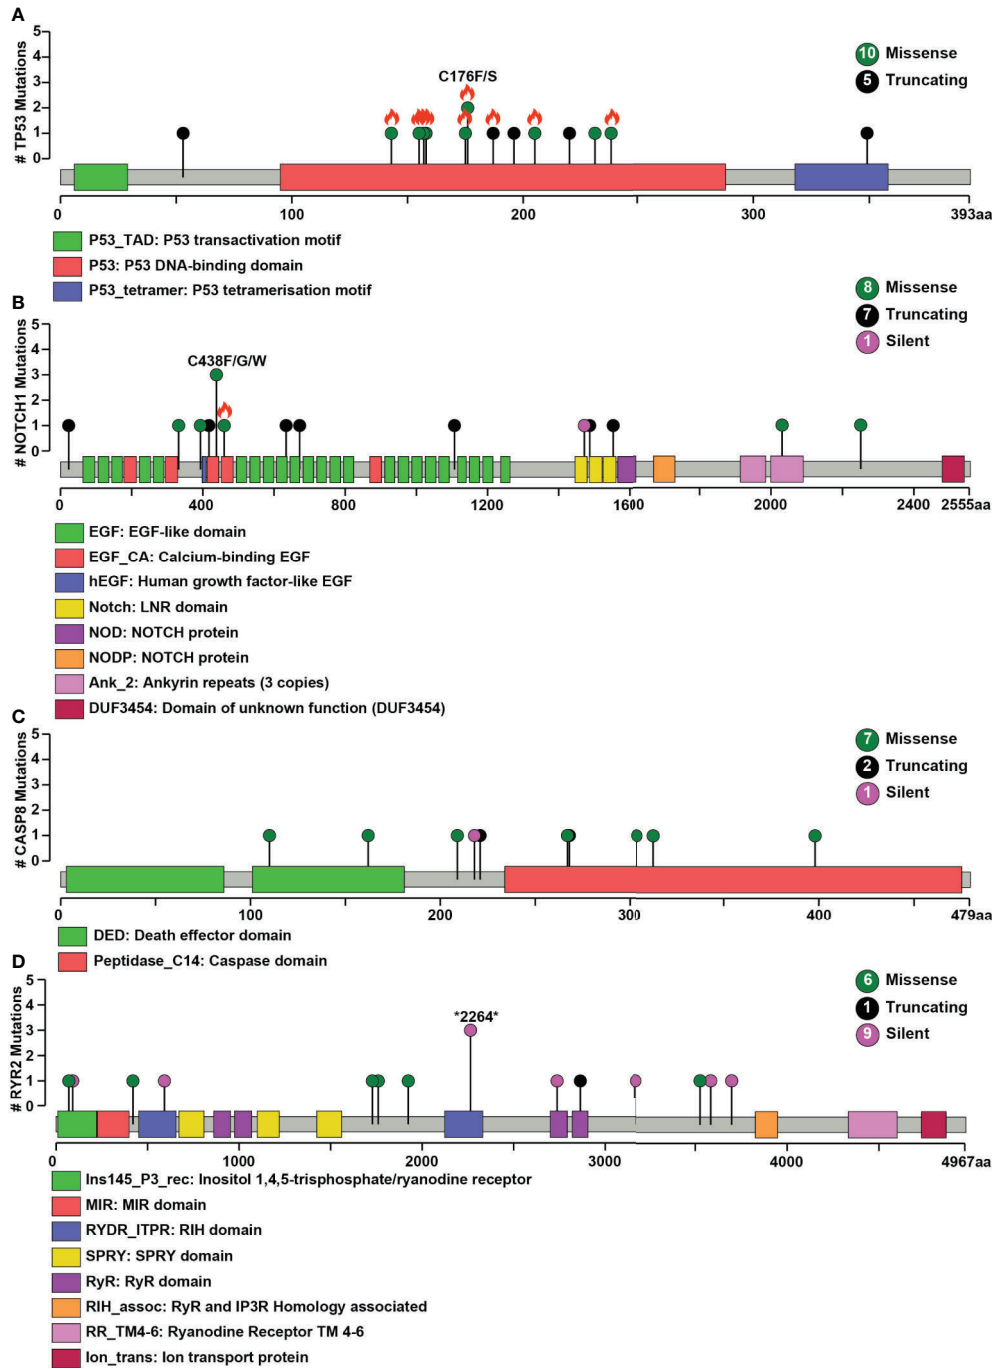 A
# TP53 Mutations
5
4
3
2
1
0
C176F/S
10 Missense
5 Truncating
0 100 200 300 393aa
P53_TAD: P53 transactivation motif
P53: P53 DNA-binding domain
P53_tetramer: P53 tetramerisation motif
B
# NOTCH1 Mutations
5
4
3
2
1
0
C438F/G/W
8 Missense
7 Truncating
1 Silent
0 200 400 800 1200 1600 2000 2400 2555aa
EGF: EGF-like domain
EGF_CA: Calcium-binding EGF
hEGF: Human growth factor-like EGF
Notch: LNR domain
NOD: NOTCH protein
NODP: NOTCH protein
Ank_2: Ankyrin repeats (3 copies)
DUF3454: Domain of unknown function (DUF3454)
C
# CASP8 Mutations
5
4
3
2
1
0
7 Missense
2 Truncating
1 Silent
0 100 200 300 400 479aa
DED: Death effector domain
Peptidase_C14: Caspase domain
D
# RYR2 Mutations
5
4
3
2
1
0
*2264*
6 Missense
1 Truncating
9 Silent
0 1000 2000 3000 4000 4967aa
Ins145_P3_rec: Inositol 1,4,5-trisphosphate/ryanodine receptor
MIR: MIR domain
RYDR_ITPR: RIH domain
SPRY: SPRY domain
RyR: RyR domain
RIH_assoc: RyR and IP3R Homology associated
RR_TM4-6: Ryanodine Receptor TM 4-6
Ion_trans: Ion transport protein